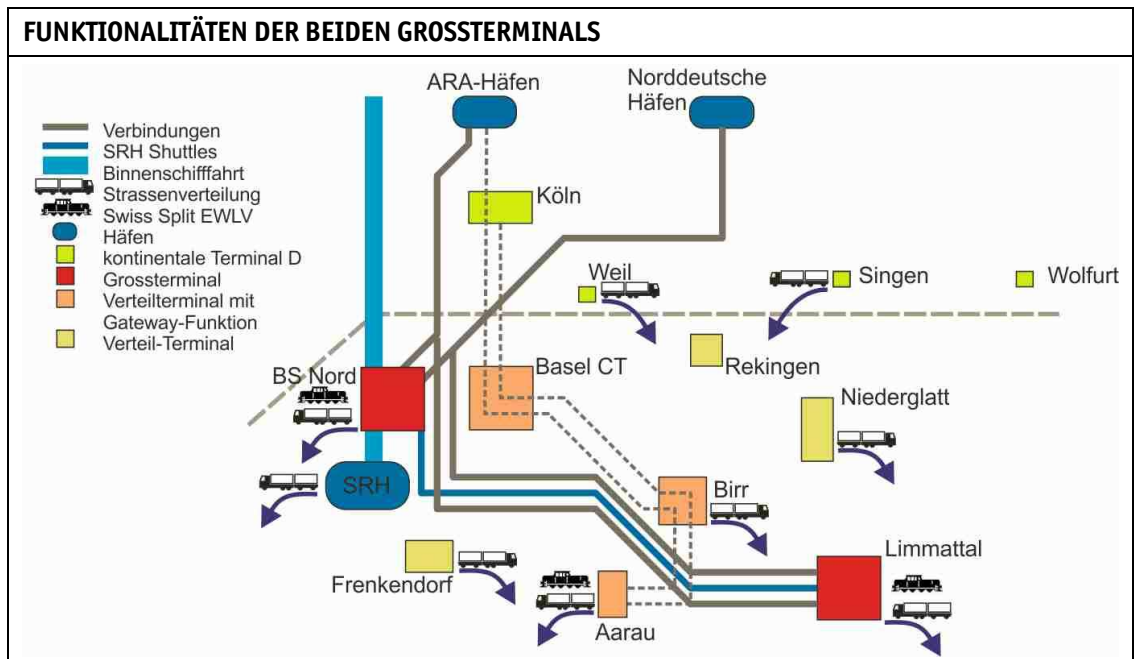 FUNKTIONALITÄTEN DER BEIDEN GROSSTERMINALS
ARA-Häfen
Norddeutsche
Häfen
Verbindungen
SRH Shuttles
Binnenschifffahrt
Strassenverteilung
Swiss Split EWLV
Häfen
kontinentale Terminal D
Grossterminal
Verteilterminal mit
Gateway-Funktion
Verteil-Terminal
Köln
Weil
Singen
Wolfurt
BS Nord
Basel CT
Rekingen
Niederglatt
SRH
Birr
Limmattal
Frenkendorf
Aarau